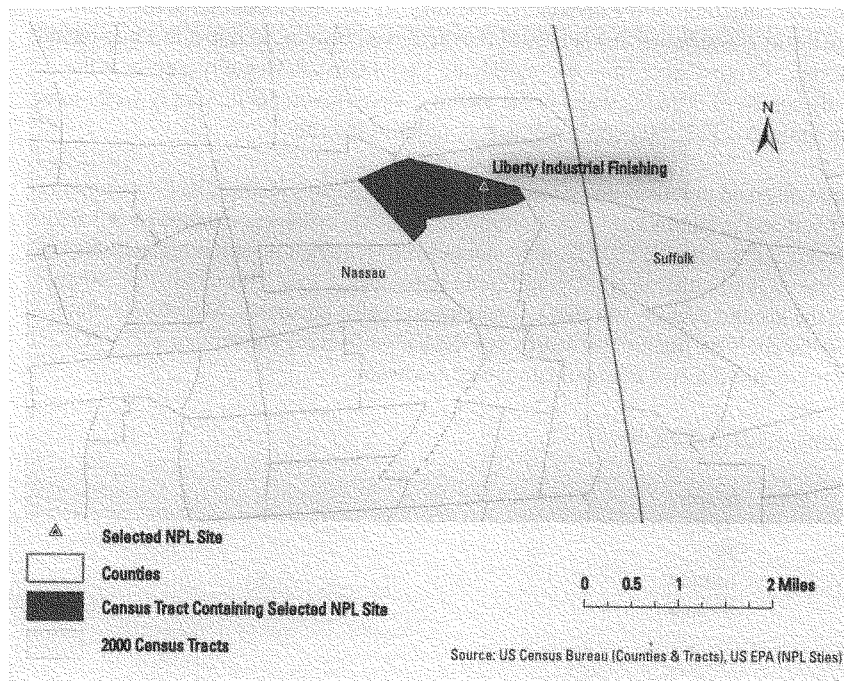 N
Liberty Industrial Finishing
Nassau
Suffolk
Selected NPL Site
Counties
Census Tract Containing Selected NPL Site
2000 Census Tracts
0 0.5 1 2 Miles
Source: US Census Bureau (Counties & Tracts), US EPA (NPL Sties)